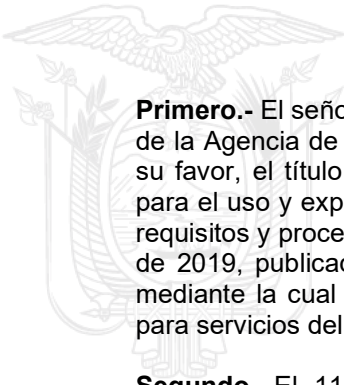 Primero.- El seño
de la Agencia de
su favor, el título
para el uso y exp
requisitos y proce
de 2019, publicad
mediante la cual
para servicios del
Segundo.- El 11